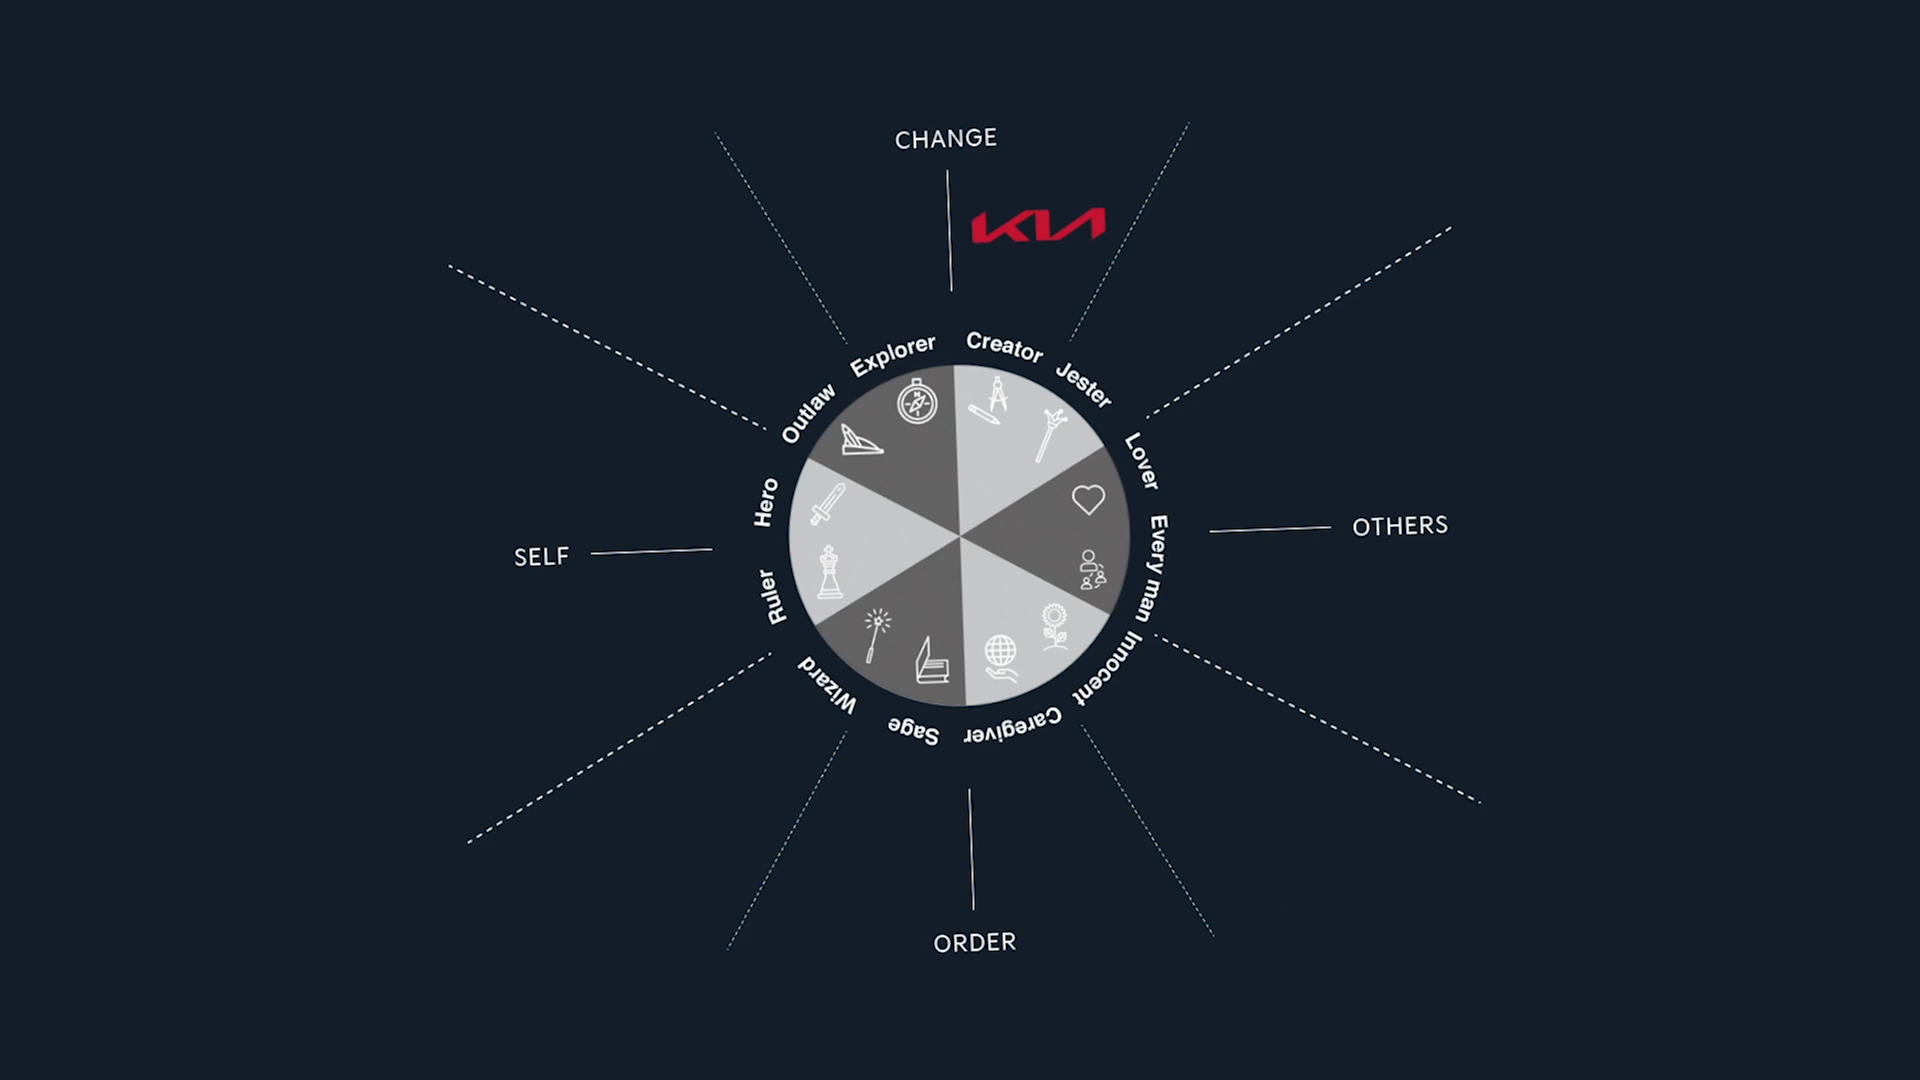 CHANGE
KIA
Explorer
Creator
Jester
Outlaw
Lover
Hero
Every man
OTHERS
SELF
Ruler
Innocent
Wizard
Caregiver
Sage
ORDER
N